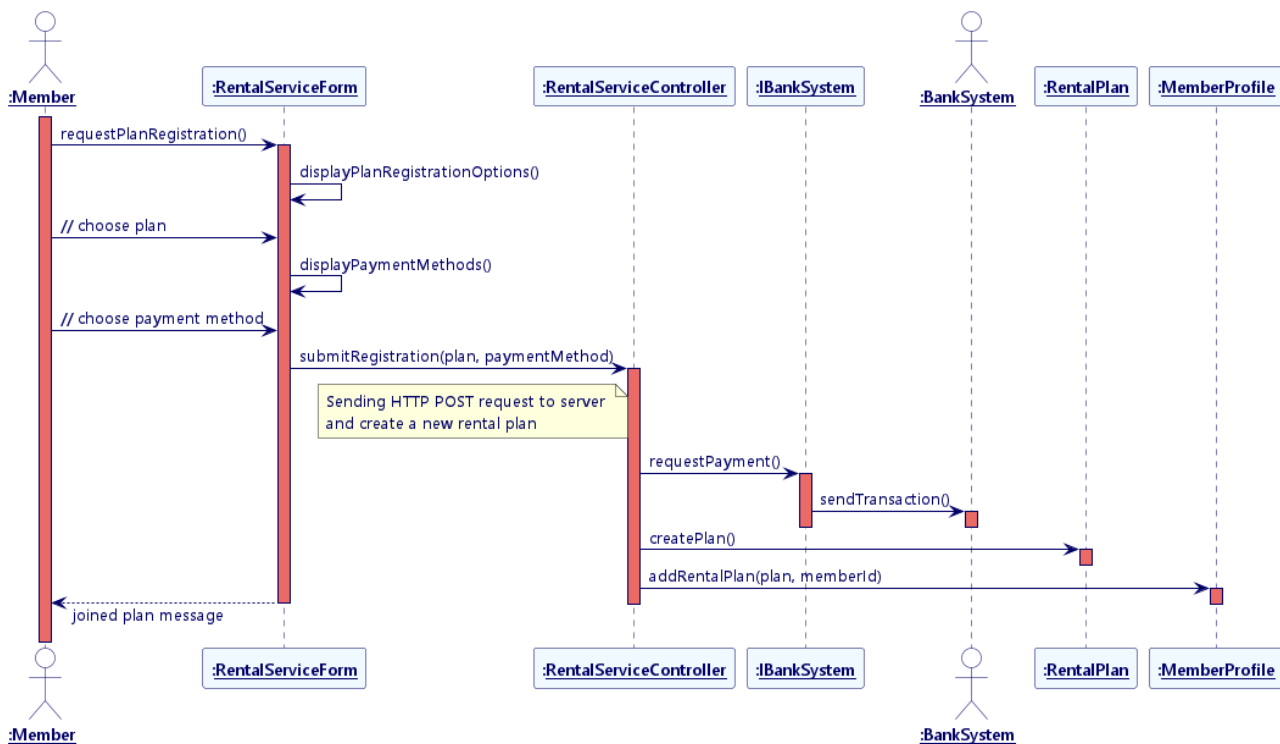 :Member
:RentalServiceForm
:RentalServiceController
:IBankSystem
:BankSystem
:RentalPlan
:MemberProfile
requestPlanRegistration()
displayPlanRegistrationOptions()
// choose plan
displayPaymentMethods()
// choose payment method
submitRegistration(plan, paymentMethod)
Sending HTTP POST request to server
and create a new rental plan
requestPayment()
sendTransaction()
createPlan()
addRentalPlan(plan, memberId)
joined plan message
:Member
:RentalServiceForm
:RentalServiceController
:IBankSystem
:BankSystem
:RentalPlan
:MemberProfile